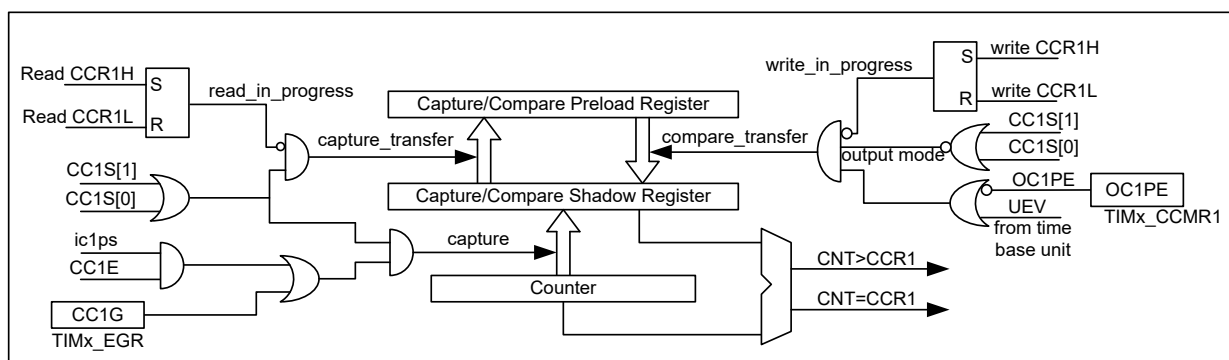 Read CCR1H
S
read_in_progress
Read CCR1L
R
capture_transfer
CC1S[1]
CC1S[0]
ic1ps
CC1E
CC1G
TIMx_EGR
capture
Capture/Compare Preload Register
Capture/Compare Shadow Register
Counter
write CCR1H
S
write_in_progress
R
write CCR1L
compare_transfer
output mode
CC1S[1]
CC1S[0]
OC1PE
OC1PE
TIMx_CCMR1
UEV
from time
base unit
CNT>CCR1
CNT=CCR1